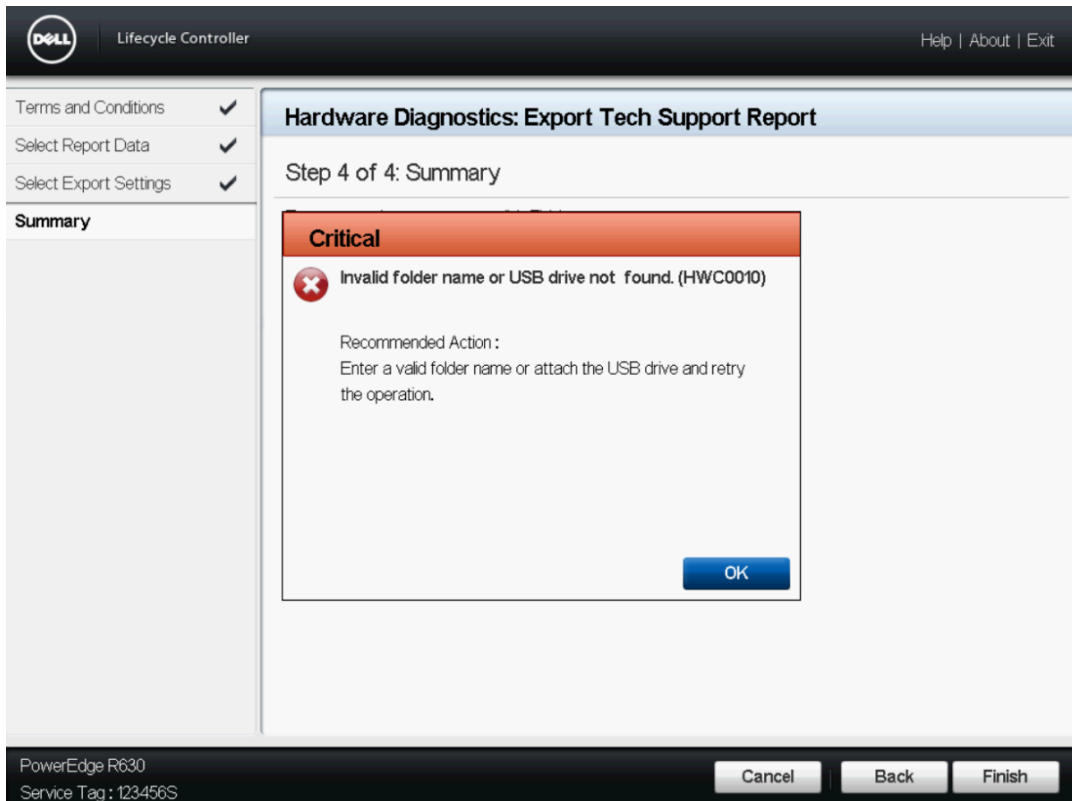 DELL
Lifecycle Controller
Help | About | Exit
Terms and Conditions
Select Report Data
Select Export Settings
Summary
Hardware Diagnostics: Export Tech Support Report
Step 4 of 4: Summary
Critical
Invalid folder name or USB drive not found. (HWC0010)
Recommended Action :
Enter a valid folder name or attach the USB drive and retry
the operation.
OK
PowerEdge R630
Service Tag : 123456S
Cancel
Back
Finish